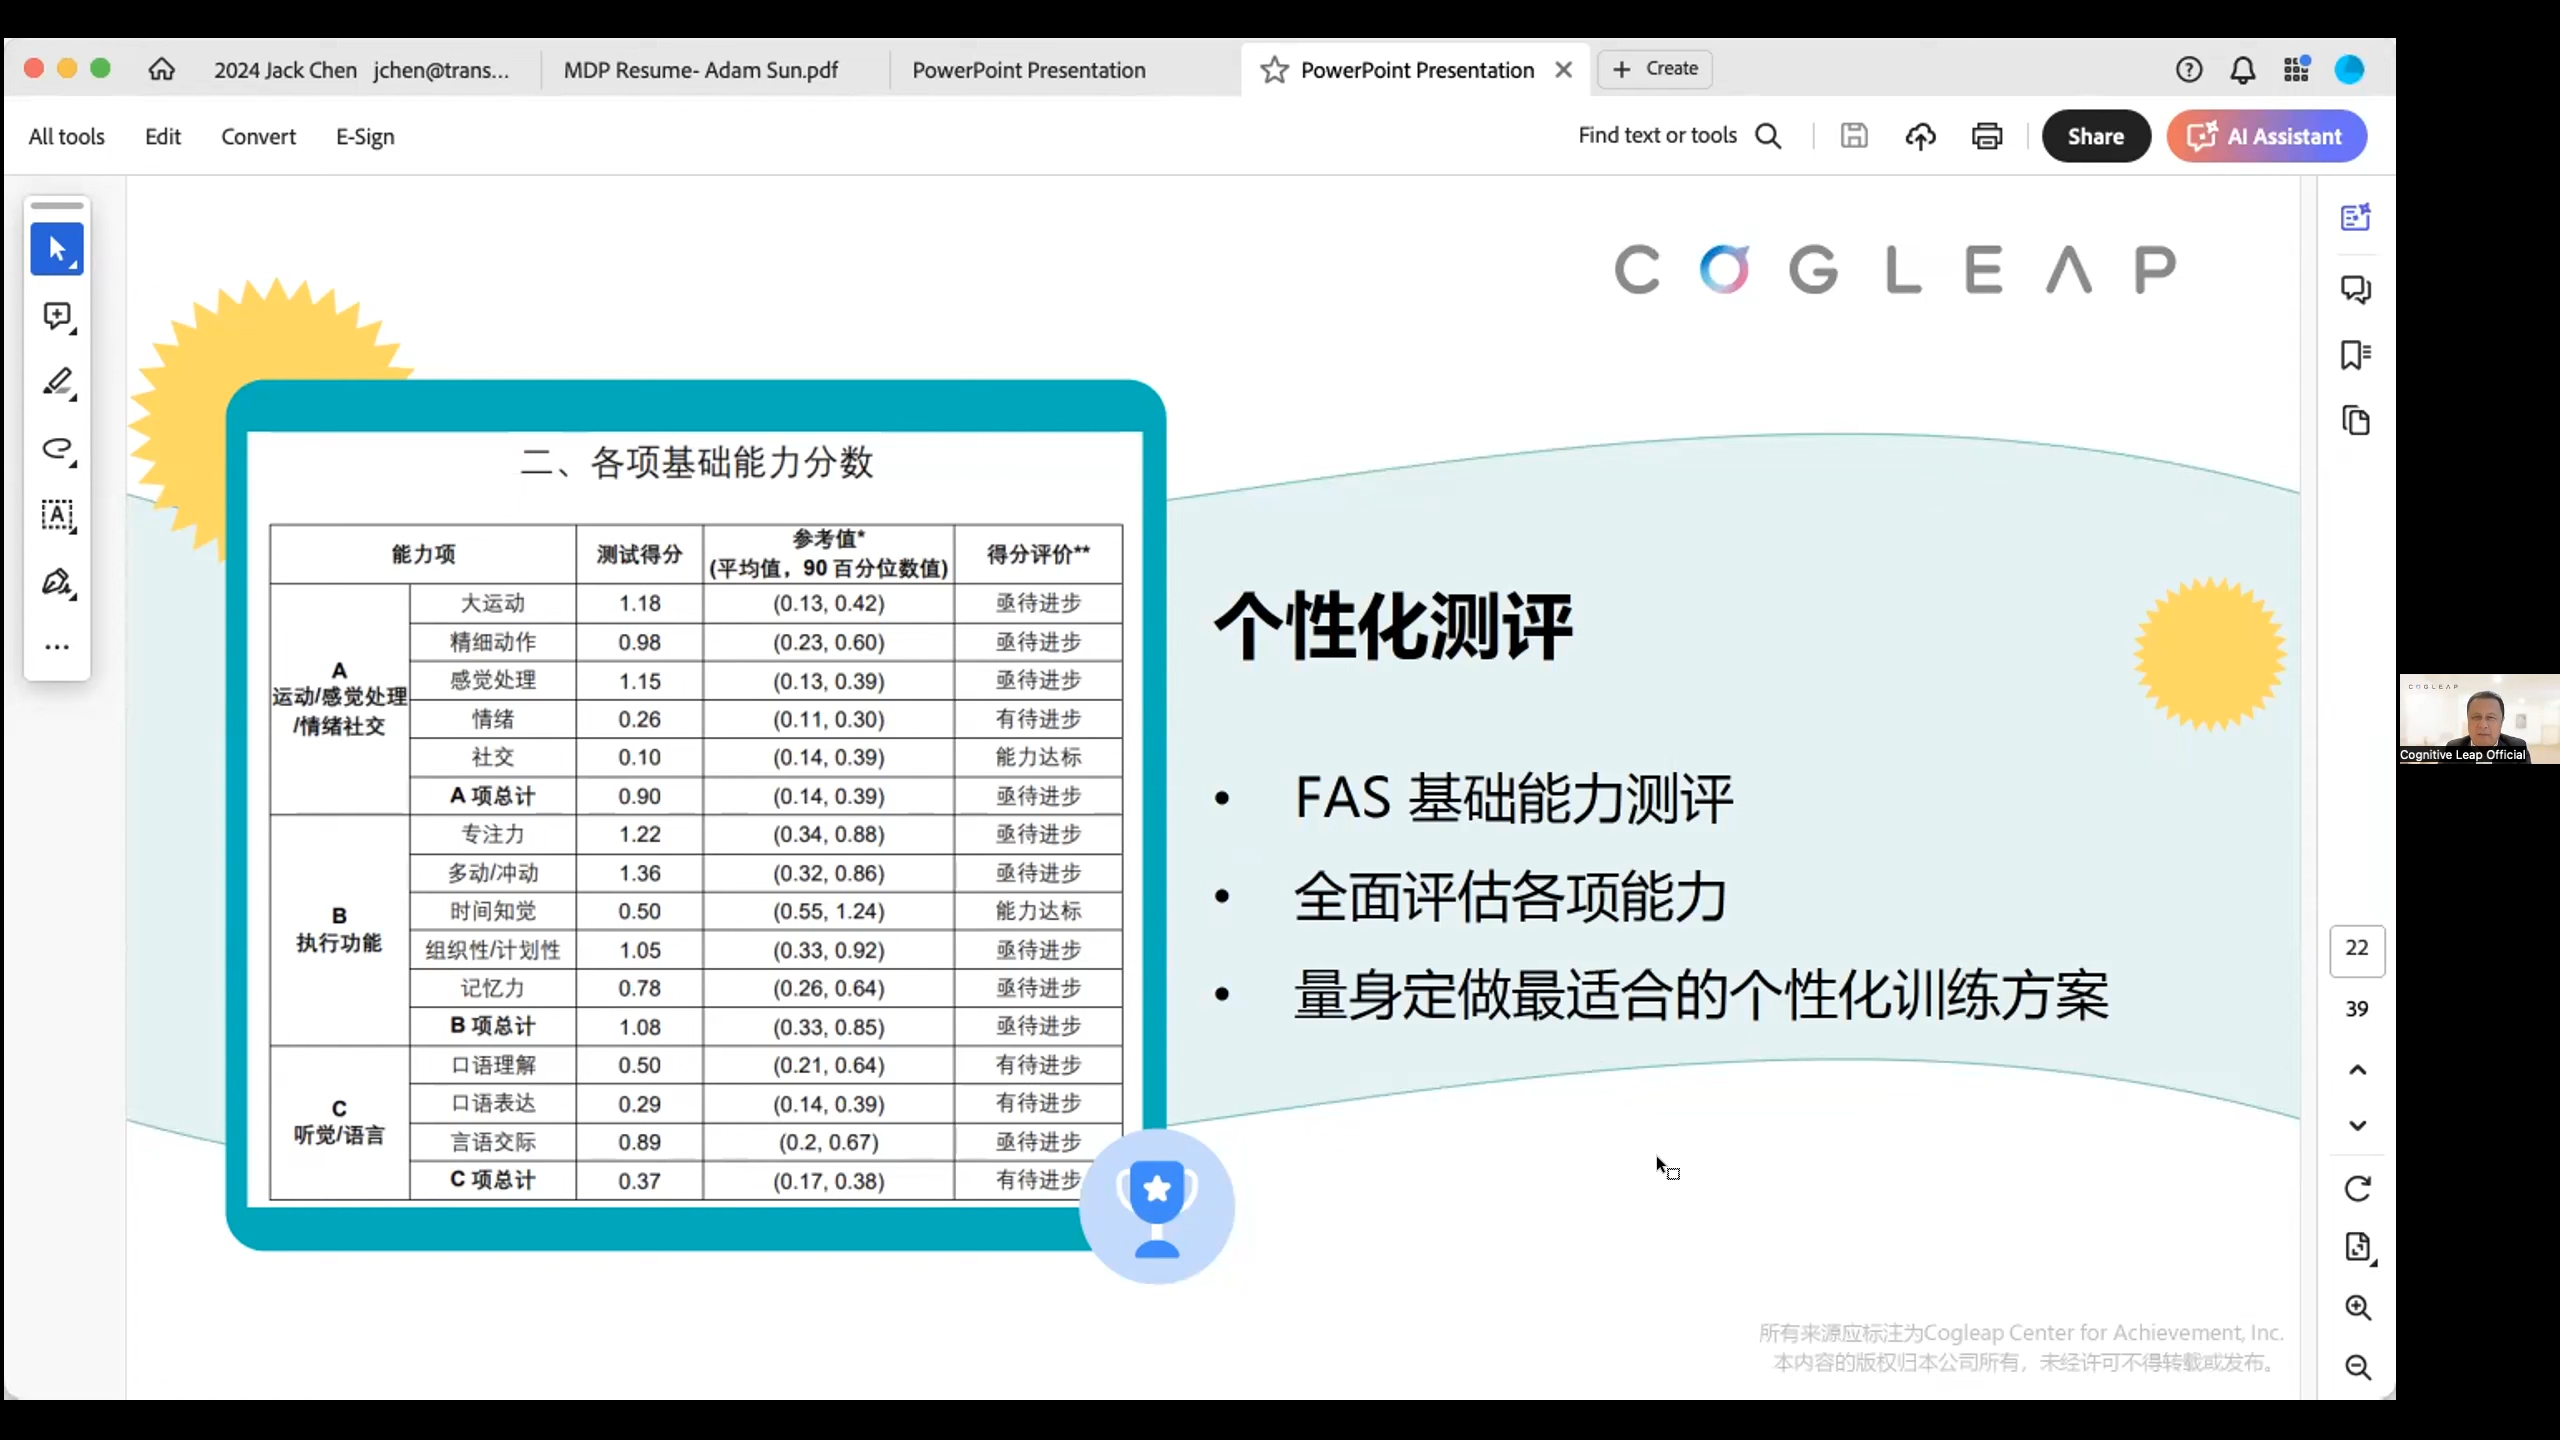 2024 Jack Chen   jchen@trans...
MDP Resume- Adam Sun.pdf
PowerPoint Presentation
PowerPoint Presentation
Create
All tools
Edit
Convert
E-Sign
Find text or tools
Share
AI Assistant
COGLEAP
二、各项基础能力分数
能力项 测试得分 参考值* (平均值，90 百分位数值) 得分评价**
A 运动/感觉处理/情绪社交
大运动 1.18 (0.13, 0.42) 亟待进步
精细动作 0.98 (0.23, 0.60) 亟待进步
感觉处理 1.15 (0.13, 0.39) 亟待进步
情绪 0.26 (0.11, 0.30) 有待进步
社交 0.10 (0.14, 0.39) 能力达标
A 项总计 0.90 (0.14, 0.39) 亟待进步
B 执行功能
专注力 1.22 (0.34, 0.88) 亟待进步
多动/冲动 1.36 (0.32, 0.86) 亟待进步
时间知觉 0.50 (0.55, 1.24) 能力达标
组织性/计划性 1.05 (0.33, 0.92) 亟待进步
记忆力 0.78 (0.26, 0.64) 亟待进步
B 项总计 1.08 (0.33, 0.85) 亟待进步
C 听觉/语言
口语理解 0.50 (0.21, 0.64) 有待进步
口语表达 0.29 (0.14, 0.39) 有待进步
言语交际 0.89 (0.2, 0.67) 亟待进步
C 项总计 0.37 (0.17, 0.38) 有待进步
个性化测评
• FAS 基础能力测评
• 全面评估各项能力
• 量身定做最适合的个性化训练方案
所有来源应标注为Cogleap Center for Achievement, Inc.
本内容的版权归本公司所有，未经许可不得转载或发布。
22
39
COGLEAP
Cognitive Leap Official